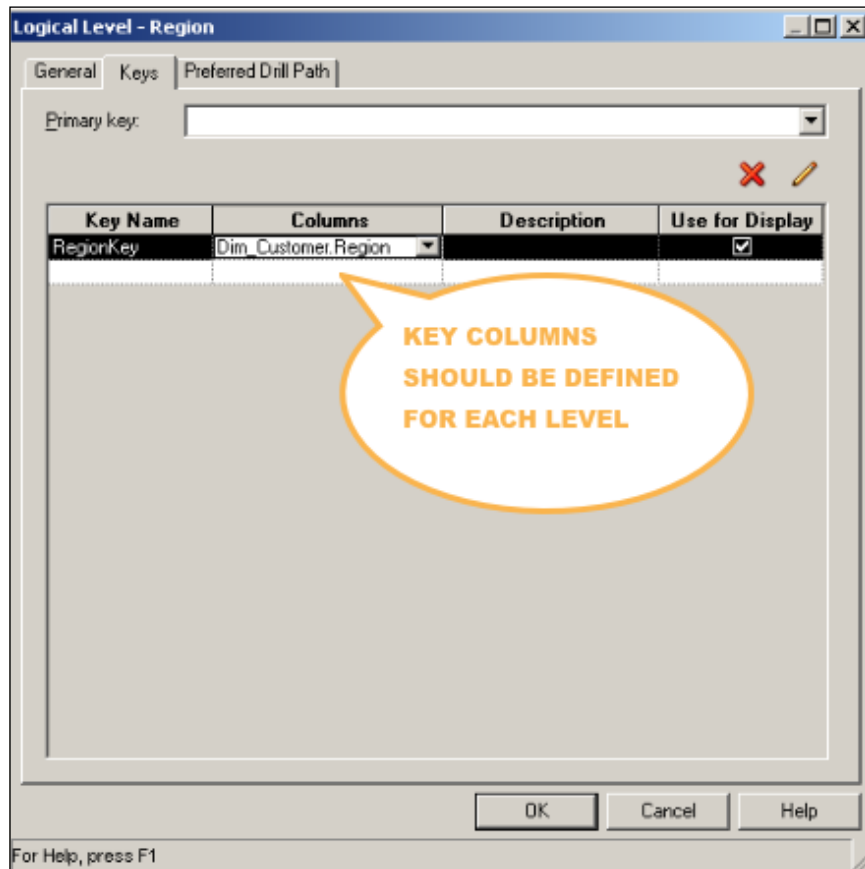 Logical Level - Region
General Keys Preferred Drill Path
Primary key:
Key Name Columns Description Use for Display
RegionKey Dim_Customer.Region
KEY COLUMNS
SHOULD BE DEFINED
FOR EACH LEVEL
OK Cancel Help
For Help, press F1